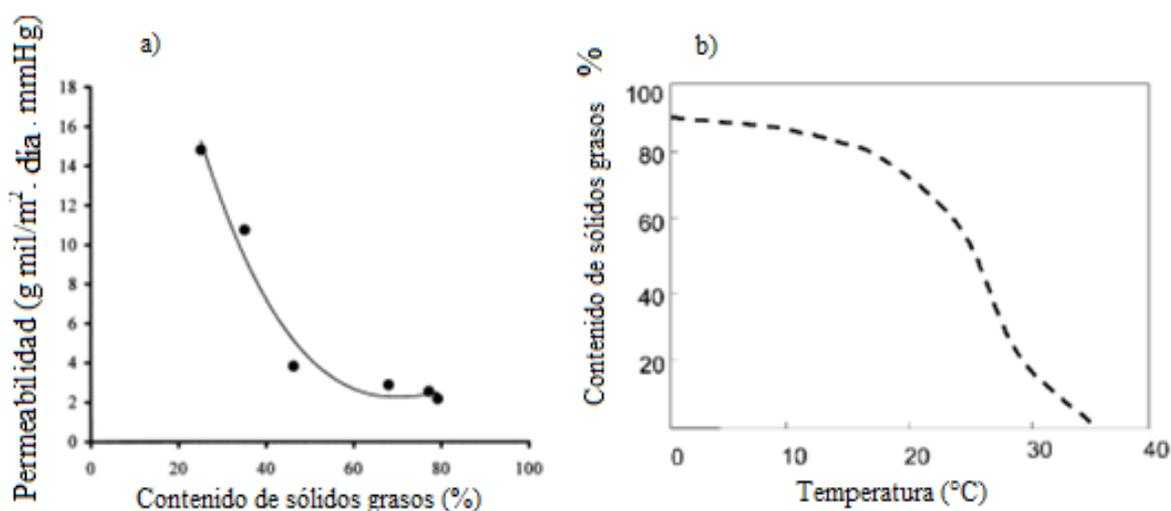 a)
Permeabilidad (g mil/m². día. mmHg)
18
16
14
12
10
8
6
4
2
0
0 20 40 60 80 100
Contenido de sólidos grasos (%)
b)
Contenido de sólidos grasos %
100
80
60
40
20
0 10 20 30 40
Temperatura (°C)